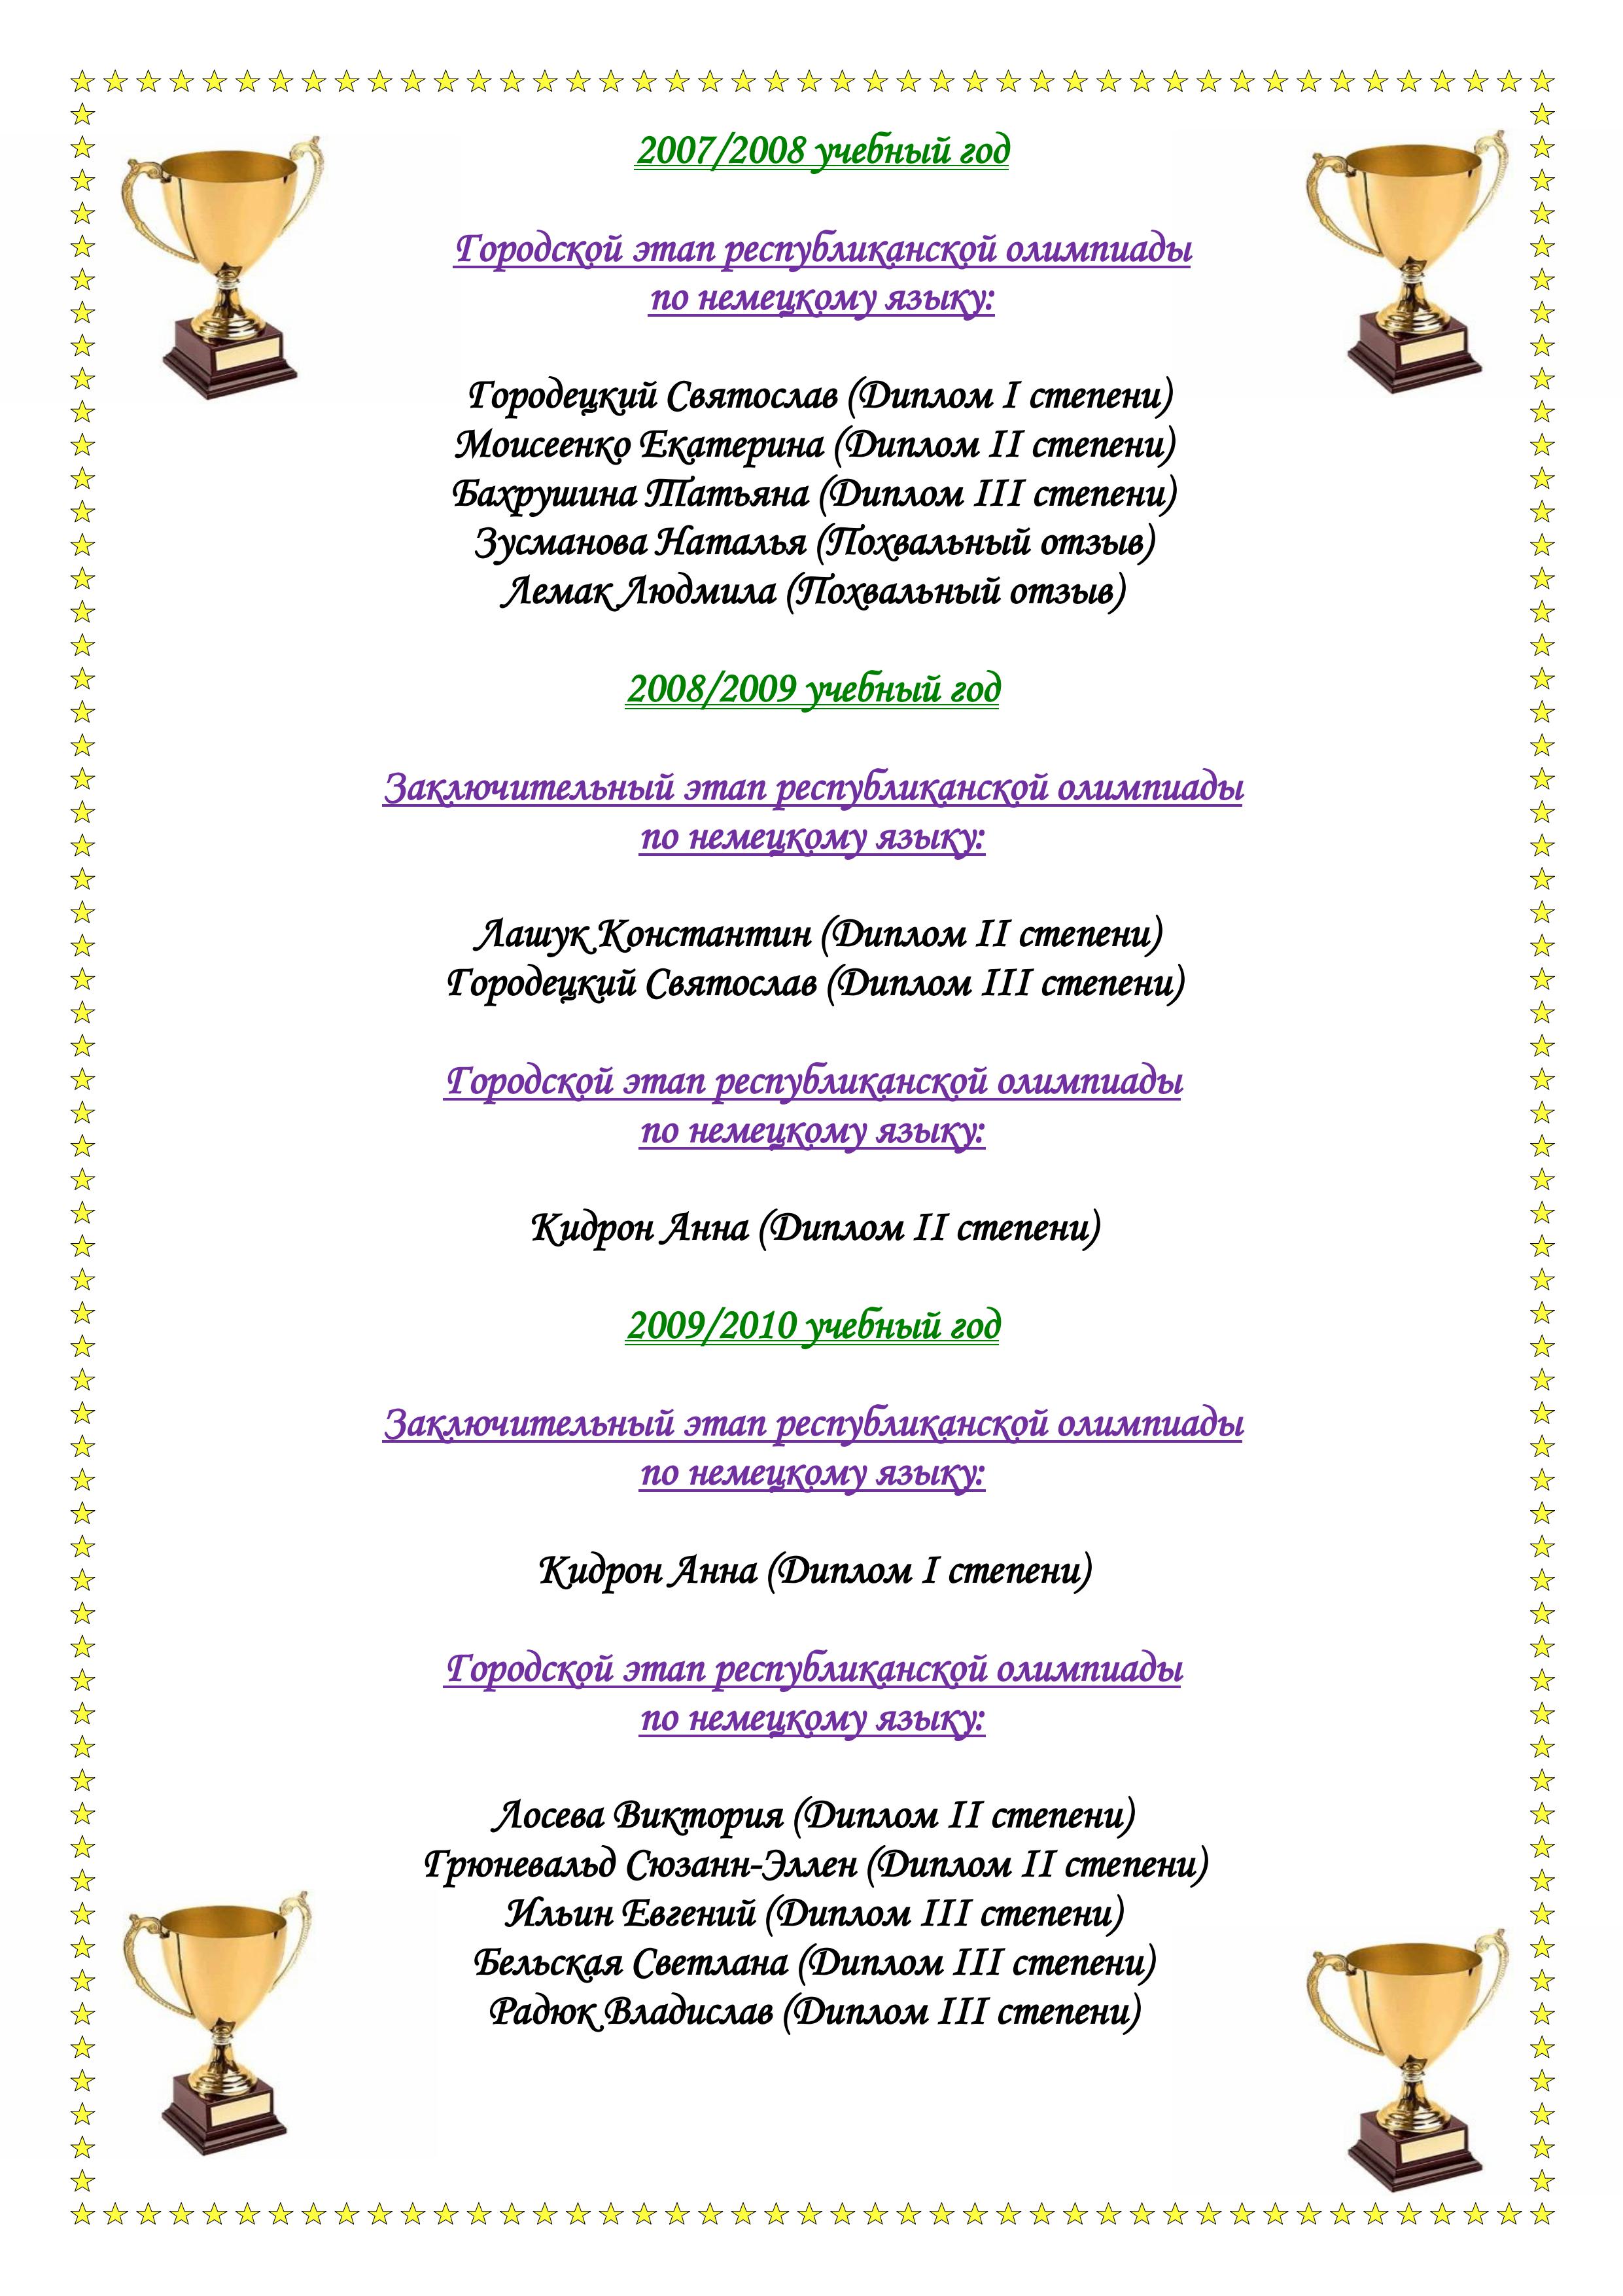 2007/2008 учебный год
Городской этап республиканской олимпиады
по немецкому языку:
Городецкий Святослав (Диплом I степени)
Моисеенко Екатерина (Диплом II степени)
Бахрушина Татьяна (Диплом III степени)
Зусманова Наталья (Похвальный отзыв)
Лемак Людмила (Похвальный отзыв)
2008/2009 учебный год
Заключительный этап республиканской олимпиады
по немецкому языку:
Лашук Константин (Диплом II степени)
Городецкий Святослав (Диплом III степени)
Городской этап республиканской олимпиады
по немецкому языку:
Кидрон Анна (Диплом II степени)
2009/2010 учебный год
Заключительный этап республиканской олимпиады
по немецкому языку:
Кидрон Анна (Диплом I степени)
Городской этап республиканской олимпиады
по немецкому языку:
Лосева Виктория (Диплом II степени)
Грюневальд Сюзанн-Эллен (Диплом II степени)
Ильин Евгений (Диплом III степени)
Бельская Светлана (Диплом III степени)
Радюк Владислав (Диплом III степени)